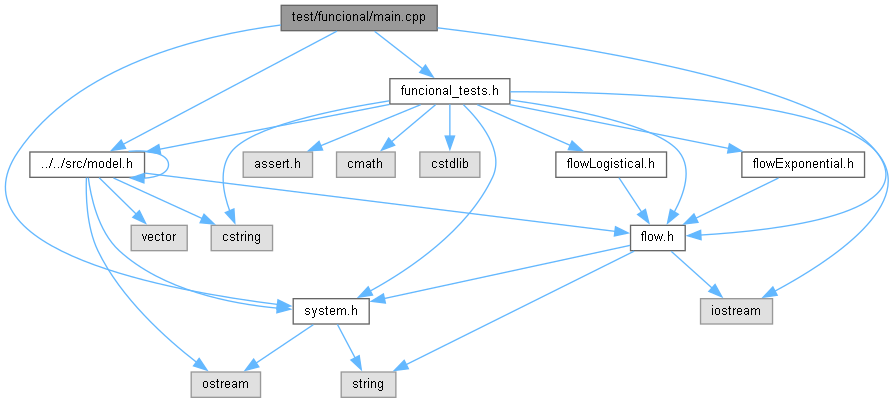 test/funcional/main.cpp
funcional_tests.h
../../src/model.h
assert.h
cmath
cstdlib
flowLogistical.h
flowExponential.h
vector
cstring
flow.h
system.h
iostream
ostream
string